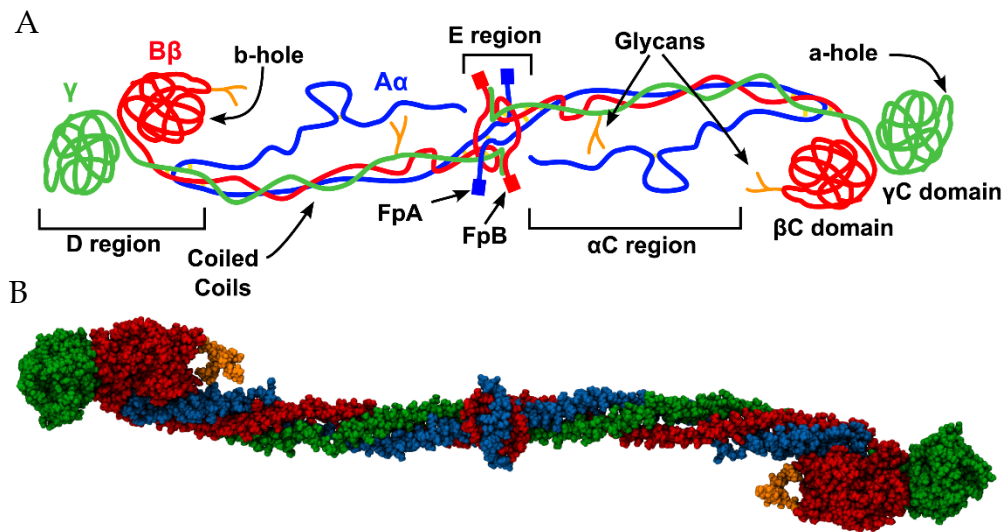 A
E region
Glycans
a-hole
Bβ
b-hole
γ
Aα
FpA
FpB
γC domain
βC domain
D region
αC region
Coiled
Coils
B